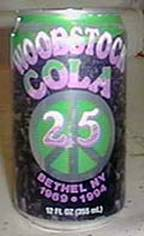 WOODSTOCK
COLA
25
BETHEL NY
1969 • 1994
12 FL OZ (355 mL)